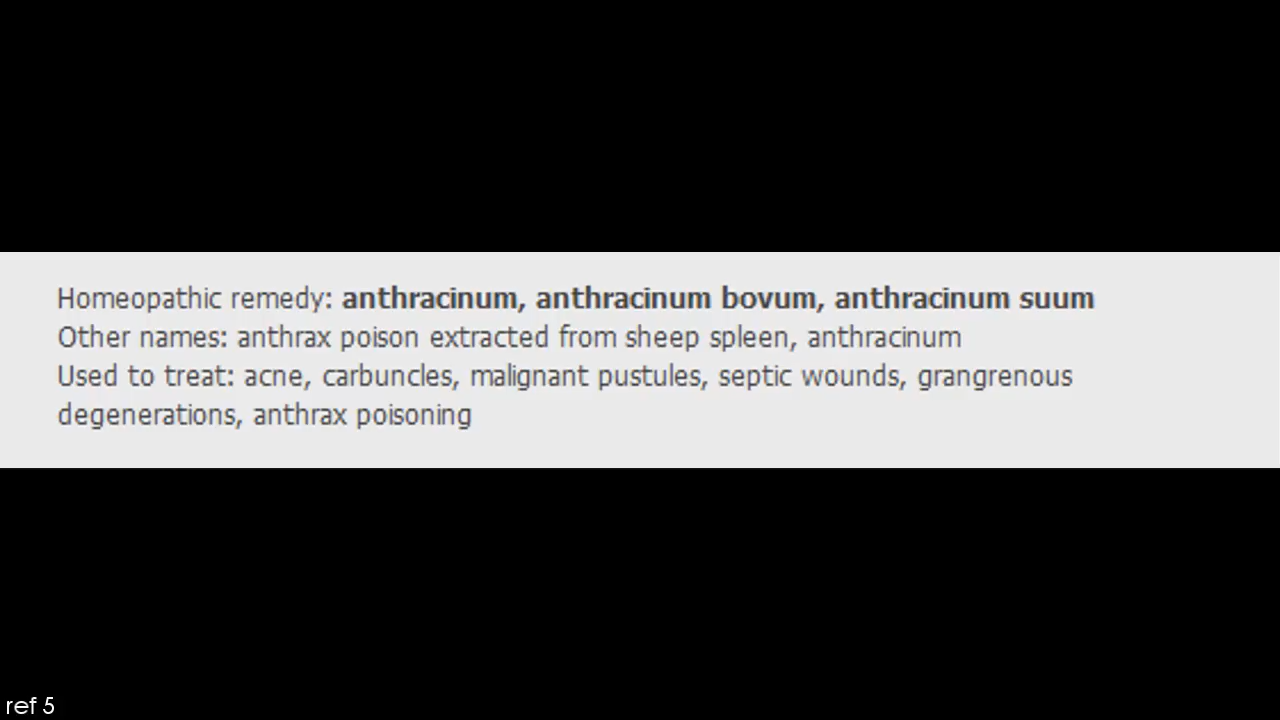 Homeopathic remedy: anthracinum, anthracinum bovum, anthracinum suum
Other names: anthrax poison extracted from sheep spleen, anthracinum
Used to treat: acne, carbuncles, malignant pustules, septic wounds, grangrenous
degenerations, anthrax poisoning
ref 5